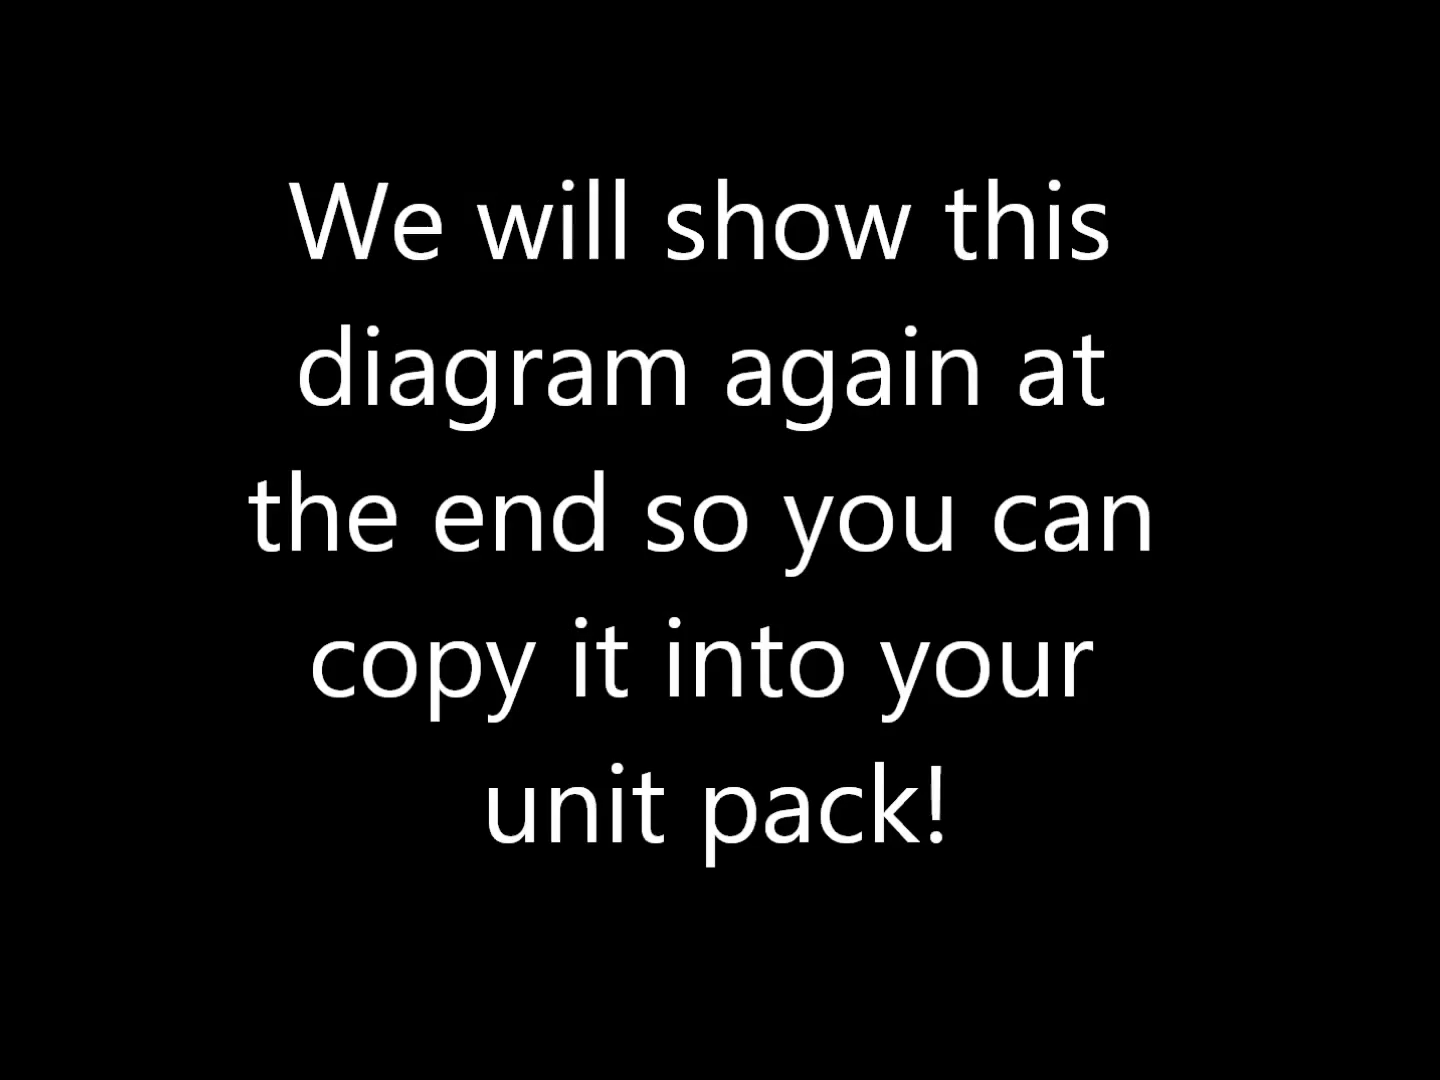 We will show this
diagram again at
the end so you can
copy it into your
unit pack!